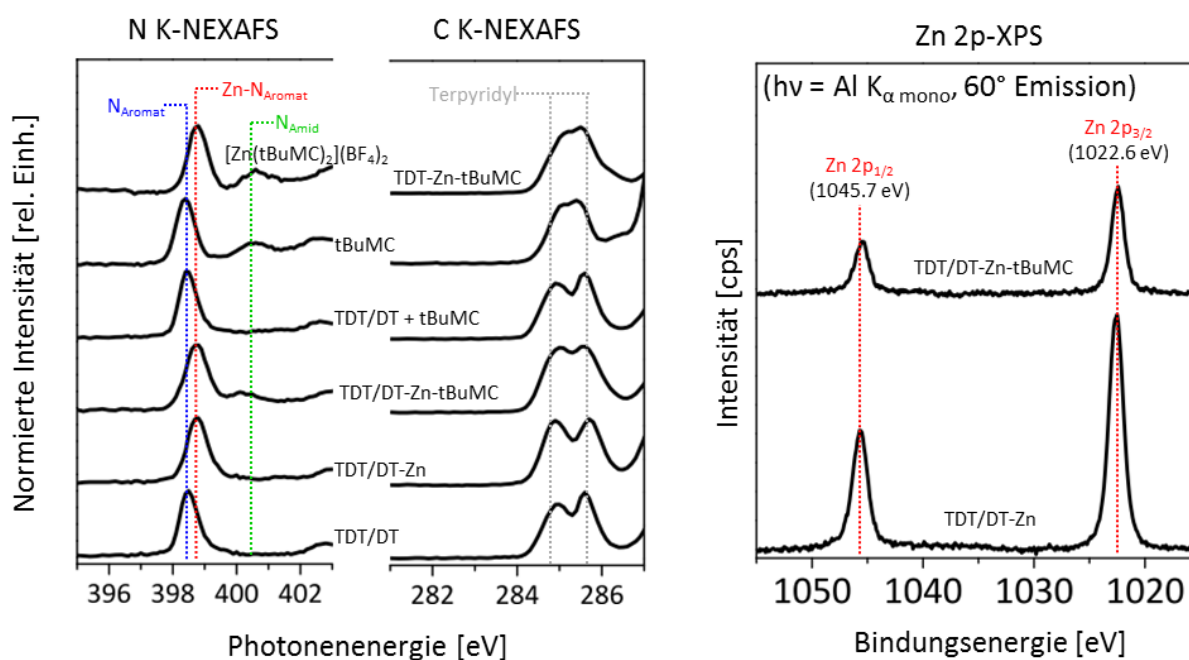 N K-NEXAFS
C K-NEXAFS
Zn 2p-XPS
Normierte Intensität [rel. Einh.]
N_Aromat
Zn-N_Aromat
N_Amid
[Zn(tBuMC)₂](BF₄)₂
tBuMC
TDT/DT + tBuMC
TDT/DT-Zn-tBuMC
TDT/DT-Zn
TDT/DT
396 398 400 402
Terpyridyl
TDT-Zn-tBuMC
282 284 286
Photonenenergie [eV]
Intensität [cps]
(hν = Al K_α mono, 60° Emission)
Zn 2p₃/₂
(1022.6 eV)
Zn 2p₁/₂
(1045.7 eV)
TDT/DT-Zn-tBuMC
TDT/DT-Zn
1050 1040 1030 1020
Bindungsenergie [eV]